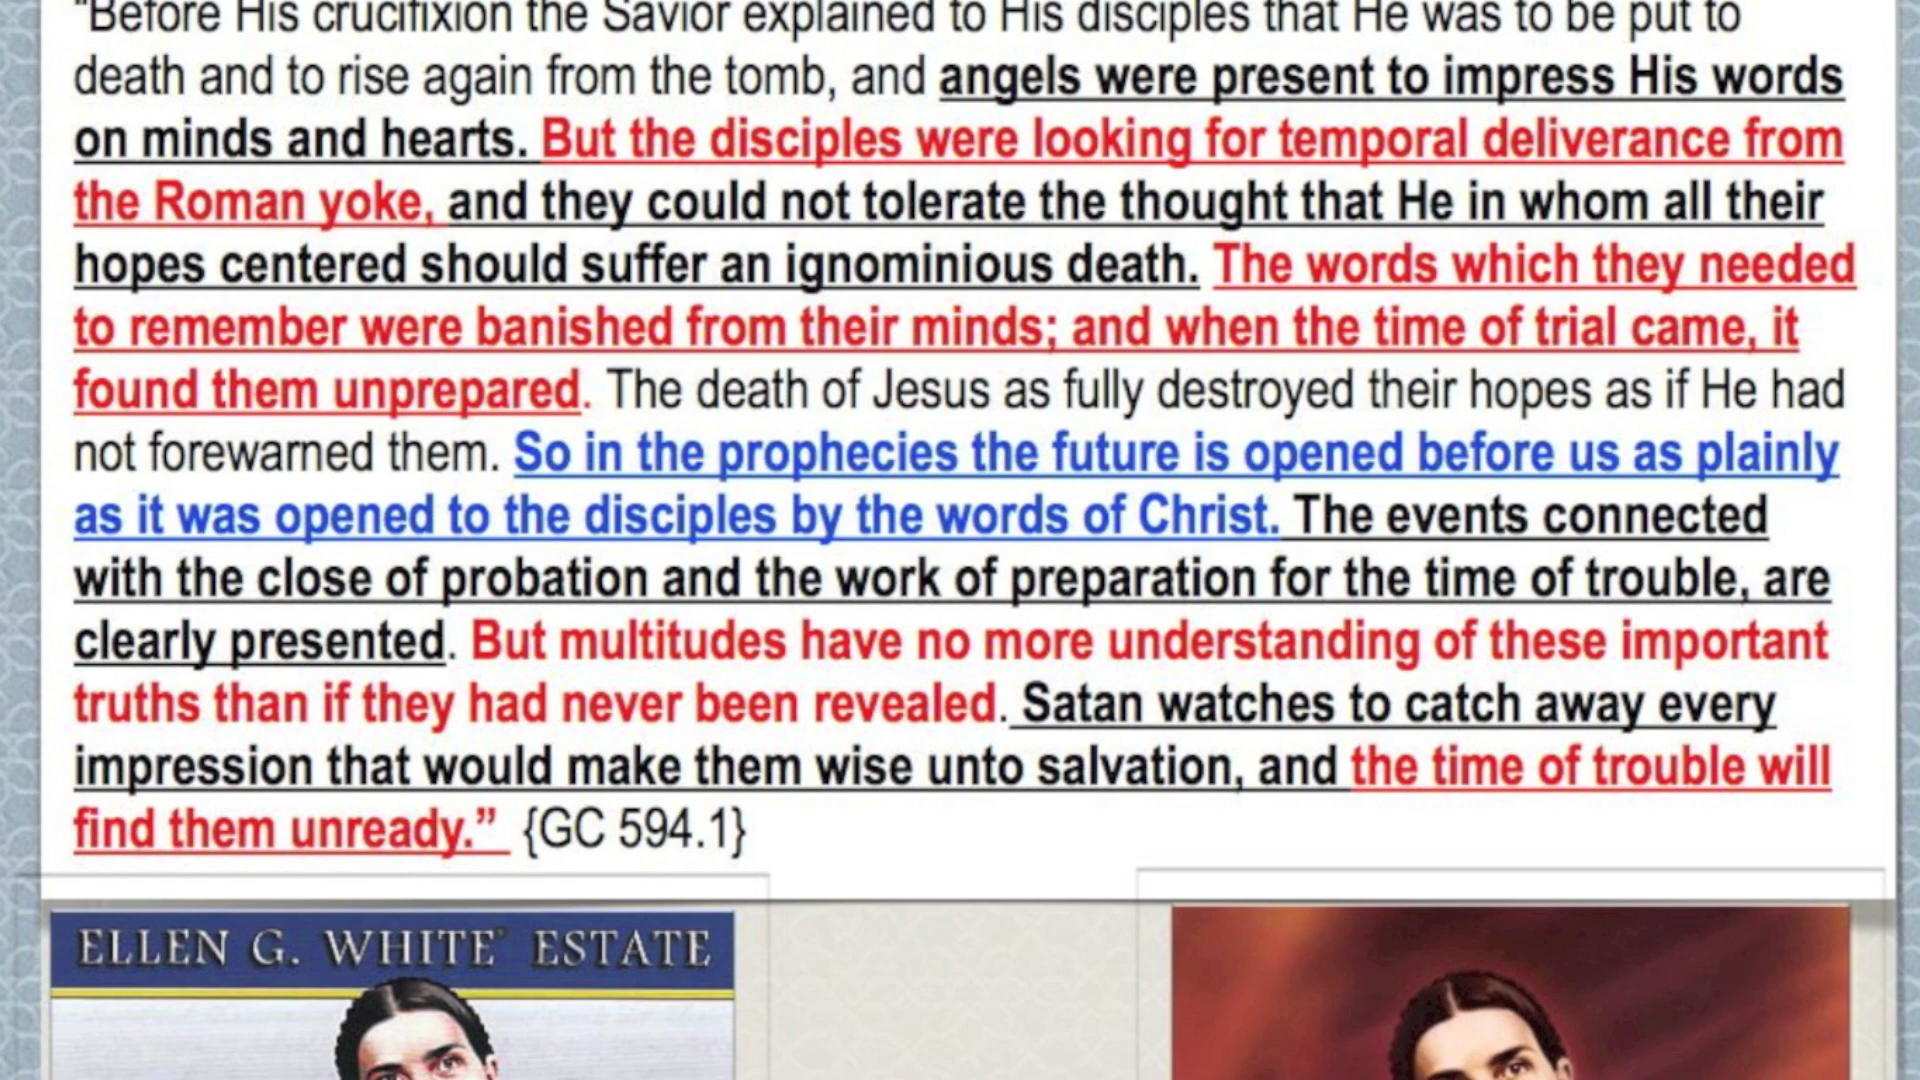 “Before His crucifixion the Savior explained to His disciples that He was to be put to
death and to rise again from the tomb, and angels were present to impress His words
on minds and hearts. But the disciples were looking for temporal deliverance from
the Roman yoke, and they could not tolerate the thought that He in whom all their
hopes centered should suffer an ignominious death. The words which they needed
to remember were banished from their minds; and when the time of trial came, it
found them unprepared. The death of Jesus as fully destroyed their hopes as if He had
not forewarned them. So in the prophecies the future is opened before us as plainly
as it was opened to the disciples by the words of Christ. The events connected
with the close of probation and the work of preparation for the time of trouble, are
clearly presented. But multitudes have no more understanding of these important
truths than if they had never been revealed. Satan watches to catch away every
impression that would make them wise unto salvation, and the time of trouble will
find them unready.” {GC 594.1}
ELLEN G. WHITE® ESTATE